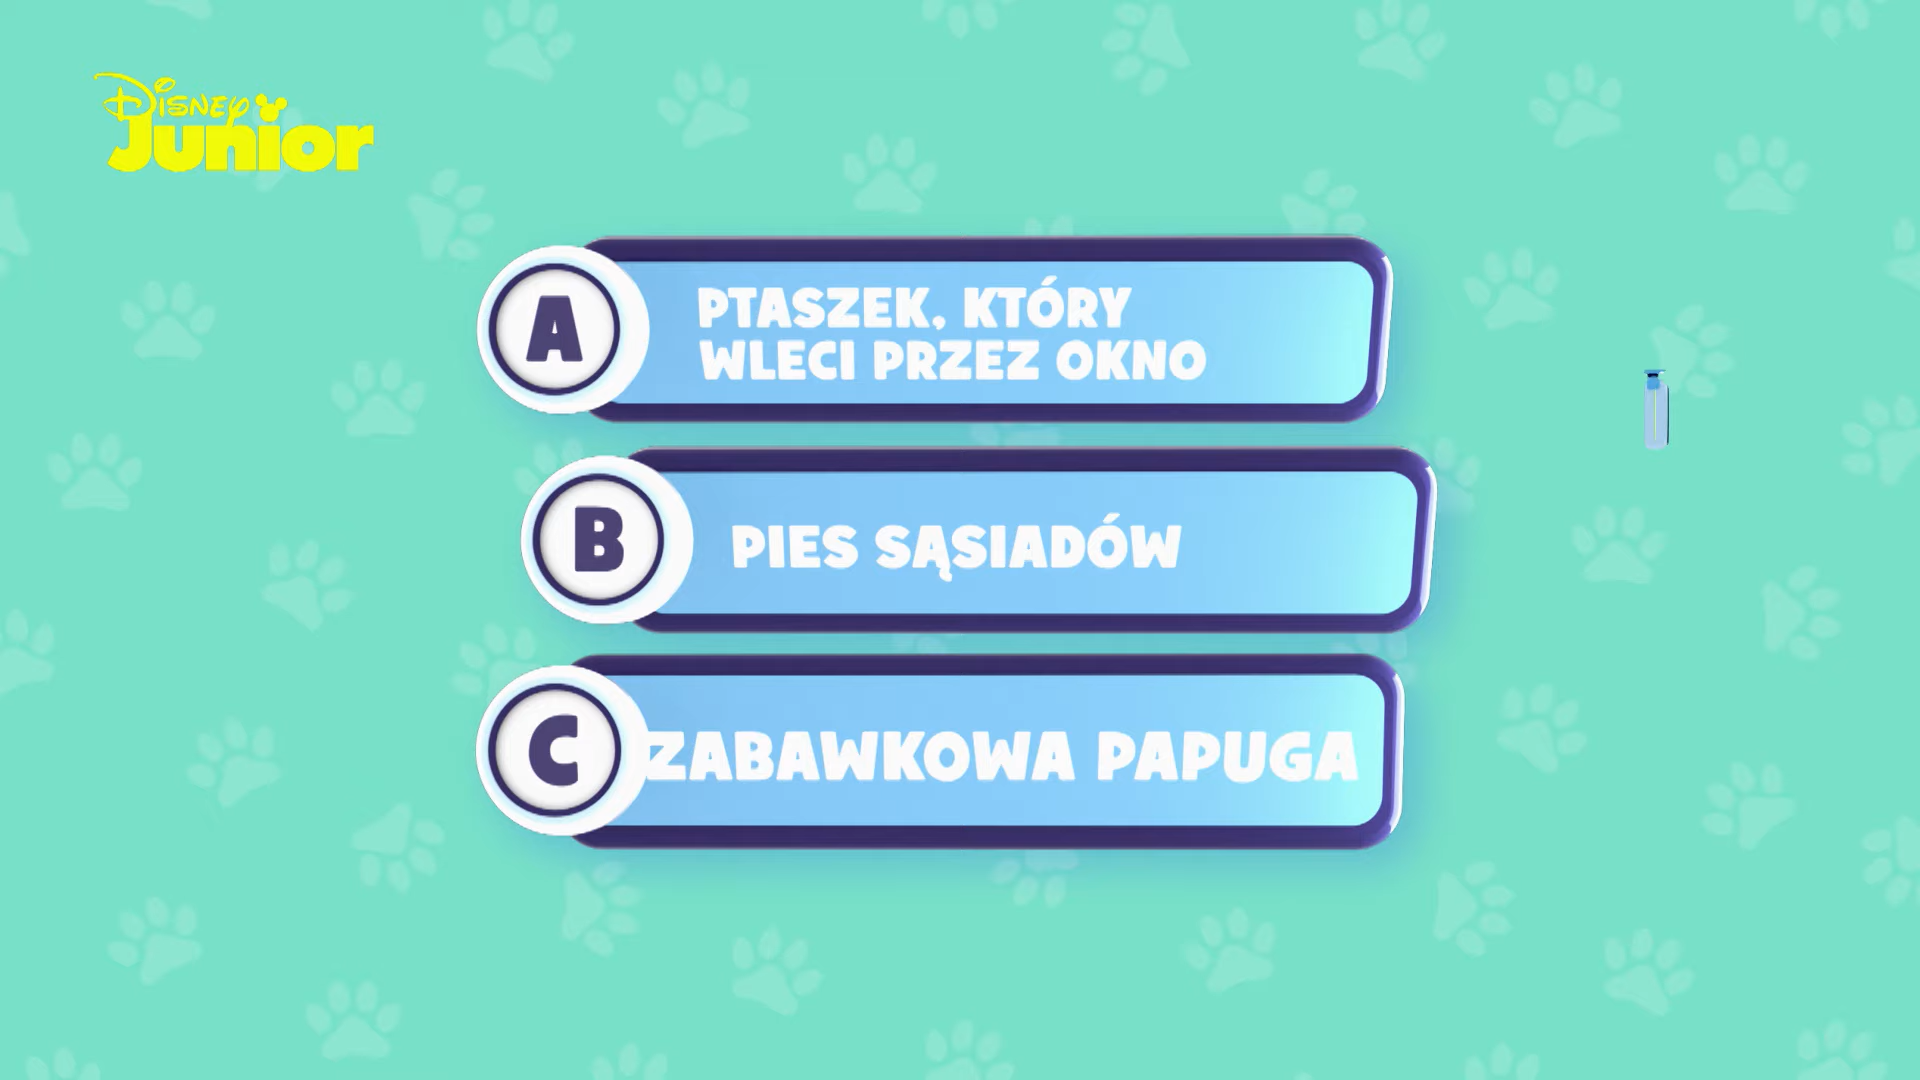 Disney
Junior
A
PTASZEK, KTÓRY
WLECI PRZEZ OKNO
B
PIES SĄSIADÓW
C
ZABAWKOWA PAPUGA